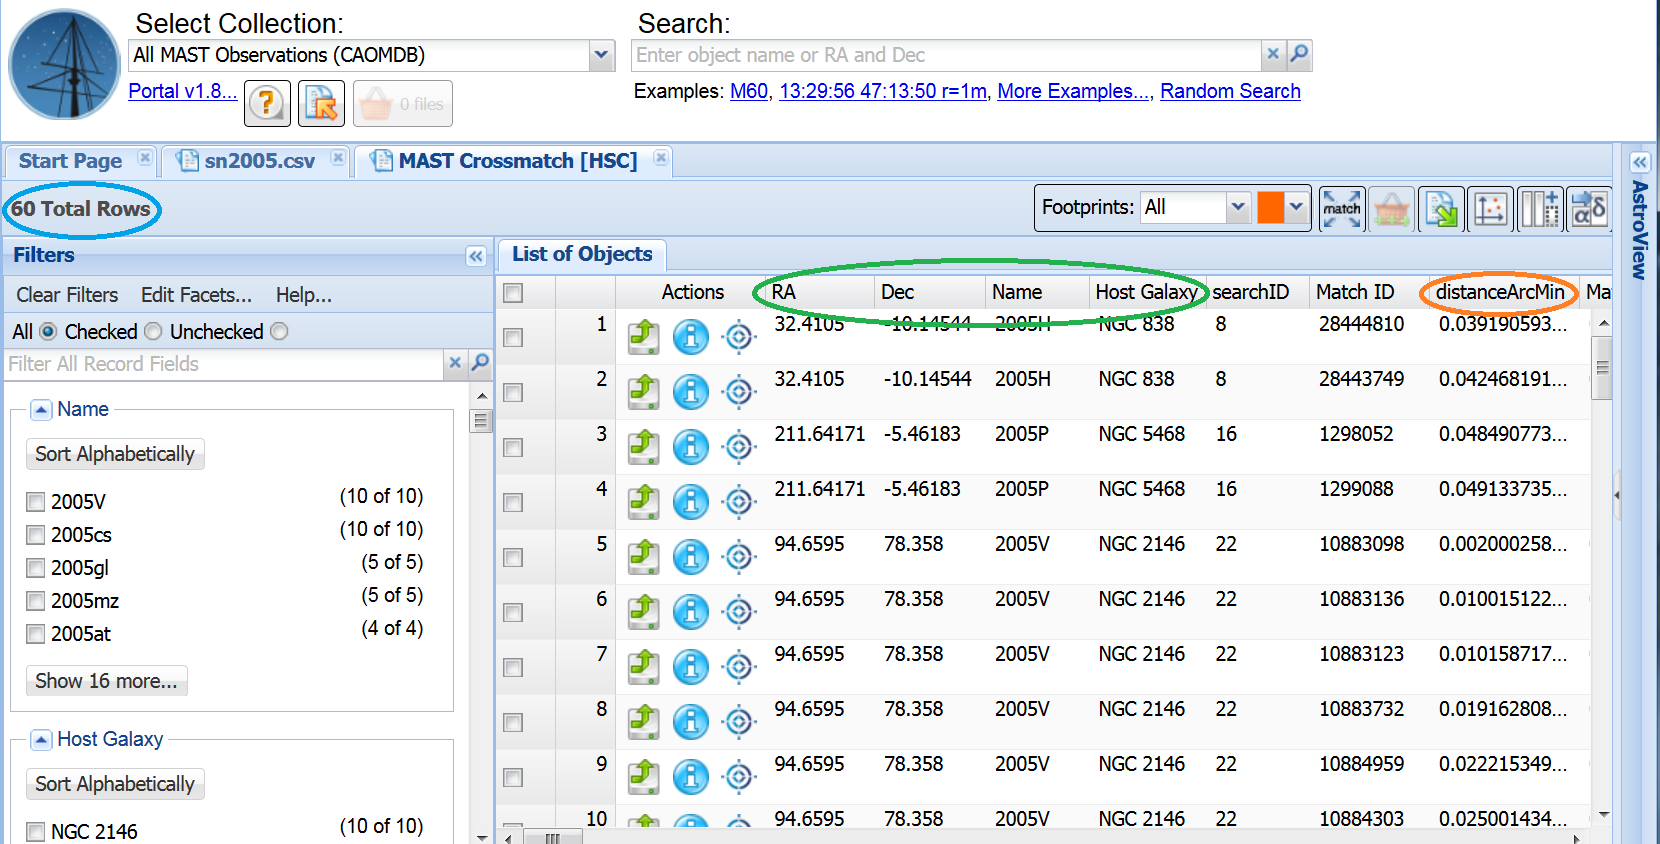 Select Collection:
Search:
All MAST Observations (CAOMDB)
Enter object name or RA and Dec
Portal v1.8...
0 files
Examples: M60, 13:29:56 47:13:50 r=1m, More Examples..., Random Search
Start Page
sn2005.csv
MAST Crossmatch [HSC]
60 Total Rows
Footprints: All
match
αδ
AstroView
Filters
List of Objects
Clear Filters Edit Facets... Help...
All Checked Unchecked
Filter All Record Fields
Name
Sort Alphabetically
2005V (10 of 10)
2005cs (10 of 10)
2005gl (5 of 5)
2005mz (5 of 5)
2005at (4 of 4)
Show 16 more...
Host Galaxy
Sort Alphabetically
NGC 2146 (10 of 10)
Actions RA Dec Name Host Galaxy searchID Match ID distanceArcMin Ma
1 32.4105 -10.14544 2005H NGC 838 8 28444810 0.039190593...
2 32.4105 -10.14544 2005H NGC 838 8 28443749 0.042468191...
3 211.64171 -5.46183 2005P NGC 5468 16 1298052 0.048490773...
4 211.64171 -5.46183 2005P NGC 5468 16 1299088 0.049133735...
5 94.6595 78.358 2005V NGC 2146 22 10883098 0.002000258...
6 94.6595 78.358 2005V NGC 2146 22 10883136 0.010015122...
7 94.6595 78.358 2005V NGC 2146 22 10883123 0.010158717...
8 94.6595 78.358 2005V NGC 2146 22 10883732 0.019162808...
9 94.6595 78.358 2005V NGC 2146 22 10884959 0.022215349...
10 94.6595 78.358 2005V NGC 2146 22 10884303 0.025001434...